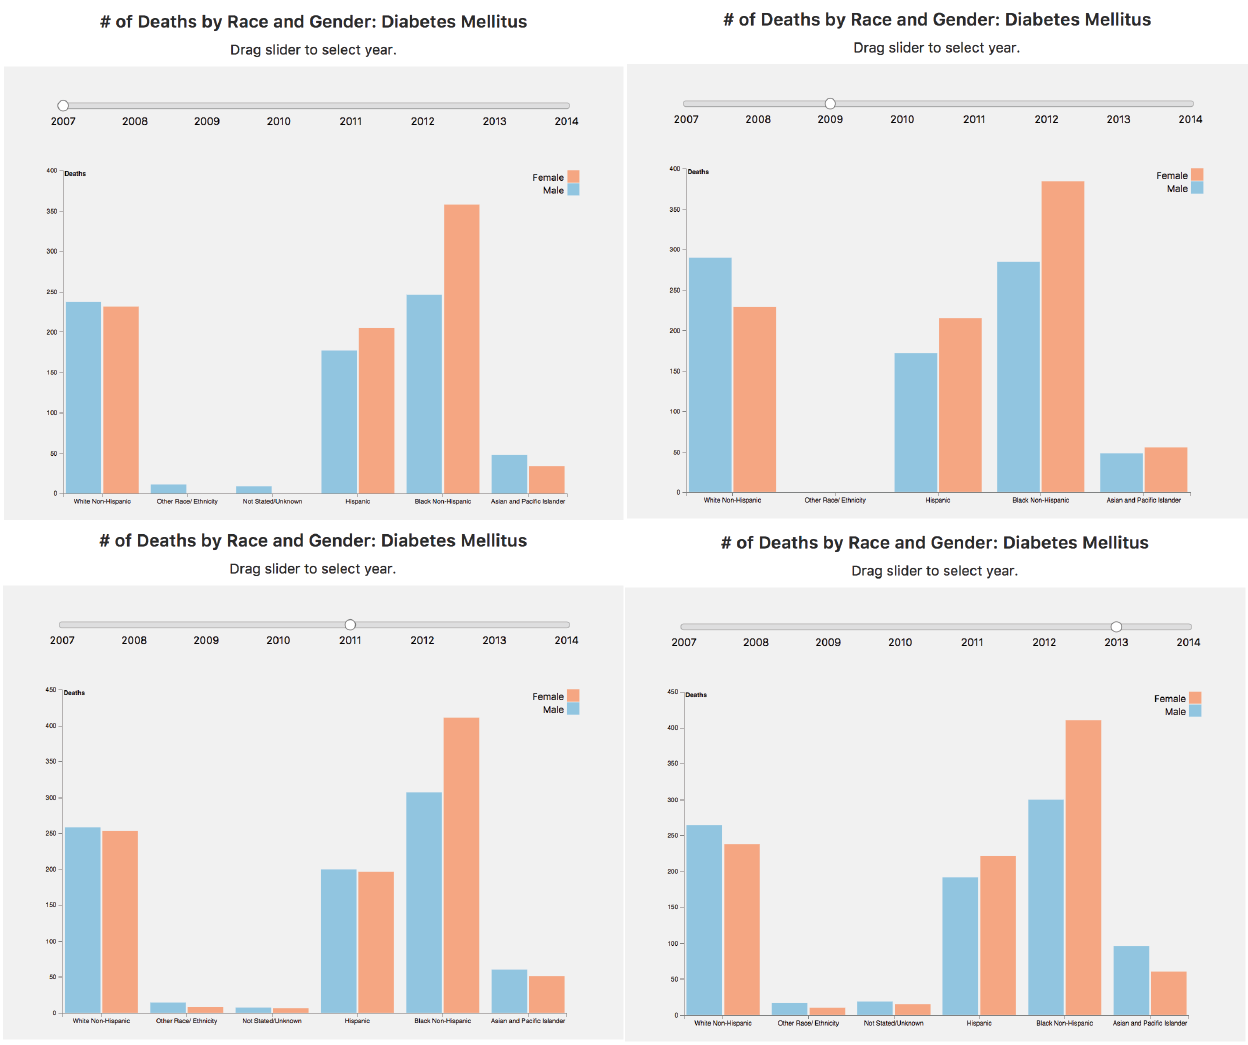 # of Deaths by Race and Gender: Diabetes Mellitus
Drag slider to select year.
2007 2008 2009 2010 2011 2012 2013 2014
Deaths
Female
Male
400
350
300
250
200
150
100
50
0
White Non-Hispanic Other Race/ Ethnicity Not Stated/Unknown Hispanic Black Non-Hispanic Asian and Pacific Islander
# of Deaths by Race and Gender: Diabetes Mellitus
Drag slider to select year.
2007 2008 2009 2010 2011 2012 2013 2014
Deaths
Female
Male
400
350
300
250
200
150
100
50
0
White Non-Hispanic Other Race/ Ethnicity Hispanic Black Non-Hispanic Asian and Pacific Islander
# of Deaths by Race and Gender: Diabetes Mellitus
Drag slider to select year.
2007 2008 2009 2010 2011 2012 2013 2014
Deaths
Female
Male
450
400
350
300
250
200
150
100
50
0
White Non-Hispanic Other Race/ Ethnicity Not Stated/Unknown Hispanic Black Non-Hispanic Asian and Pacific Islander
# of Deaths by Race and Gender: Diabetes Mellitus
Drag slider to select year.
2007 2008 2009 2010 2011 2012 2013 2014
Deaths
Female
Male
450
400
350
300
250
200
150
100
50
0
White Non-Hispanic Other Race/ Ethnicity Not Stated/Unknown Hispanic Black Non-Hispanic Asian and Pacific Islander